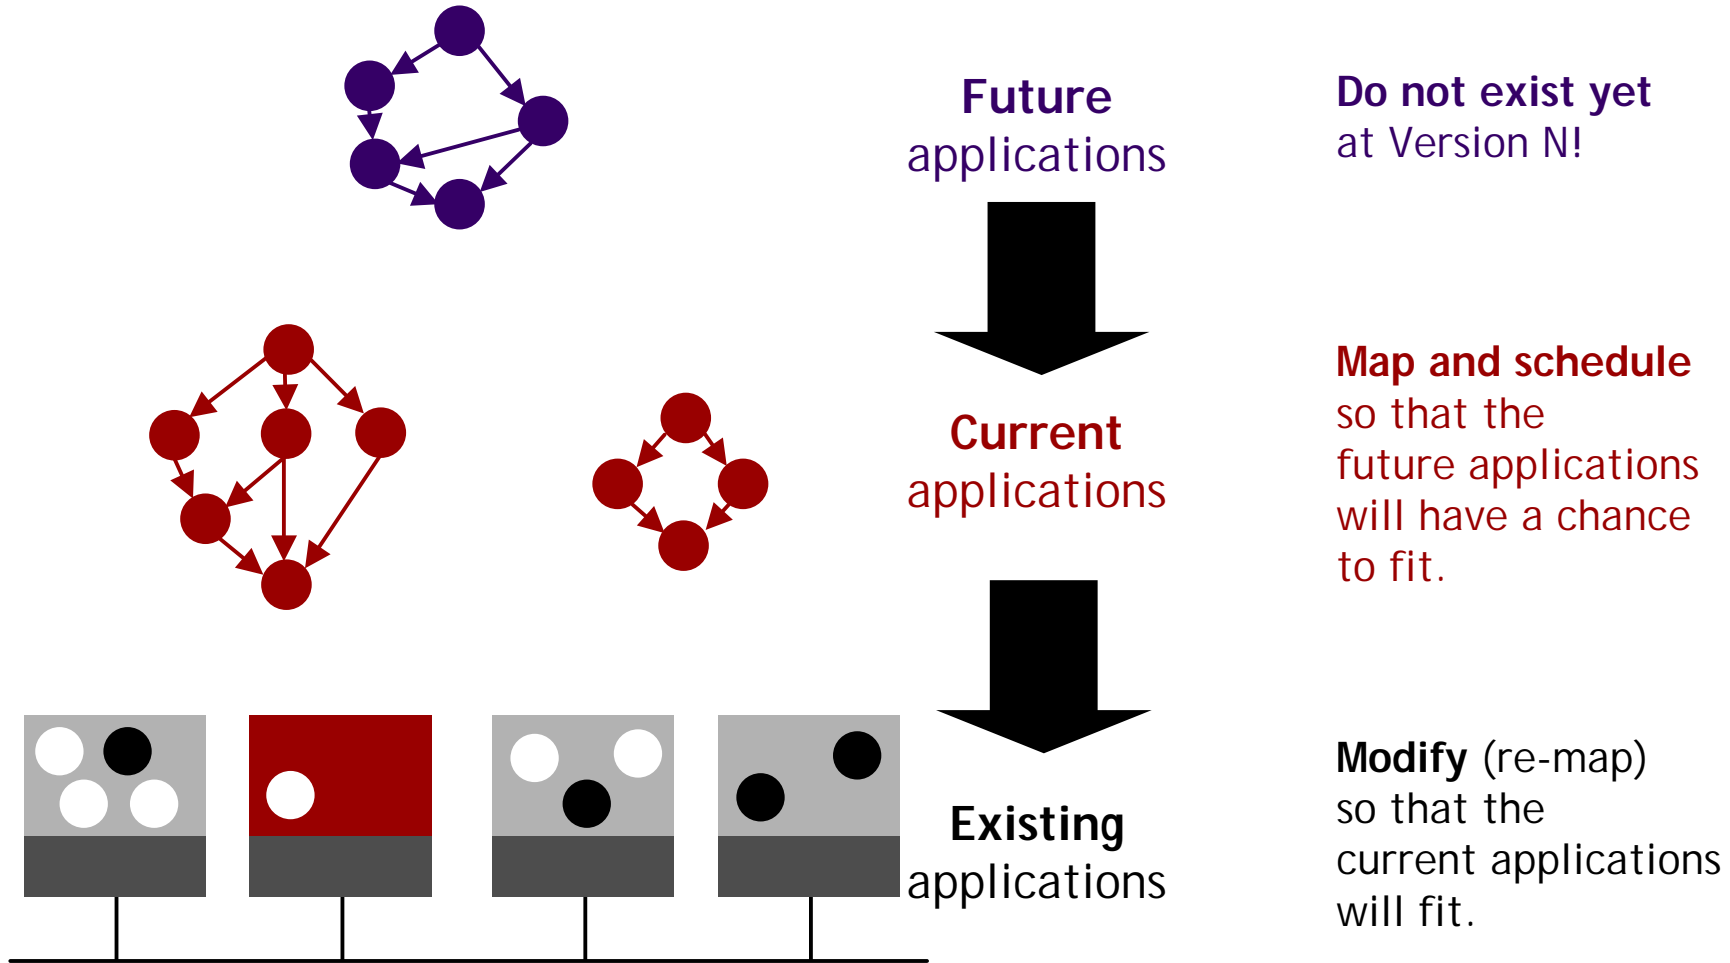 Future
applications
Do not exist yet
at Version N!
Current
applications
Map and schedule
so that the
future applications
will have a chance
to fit.
Existing
applications
Modify (re-map)
so that the
current applications
will fit.